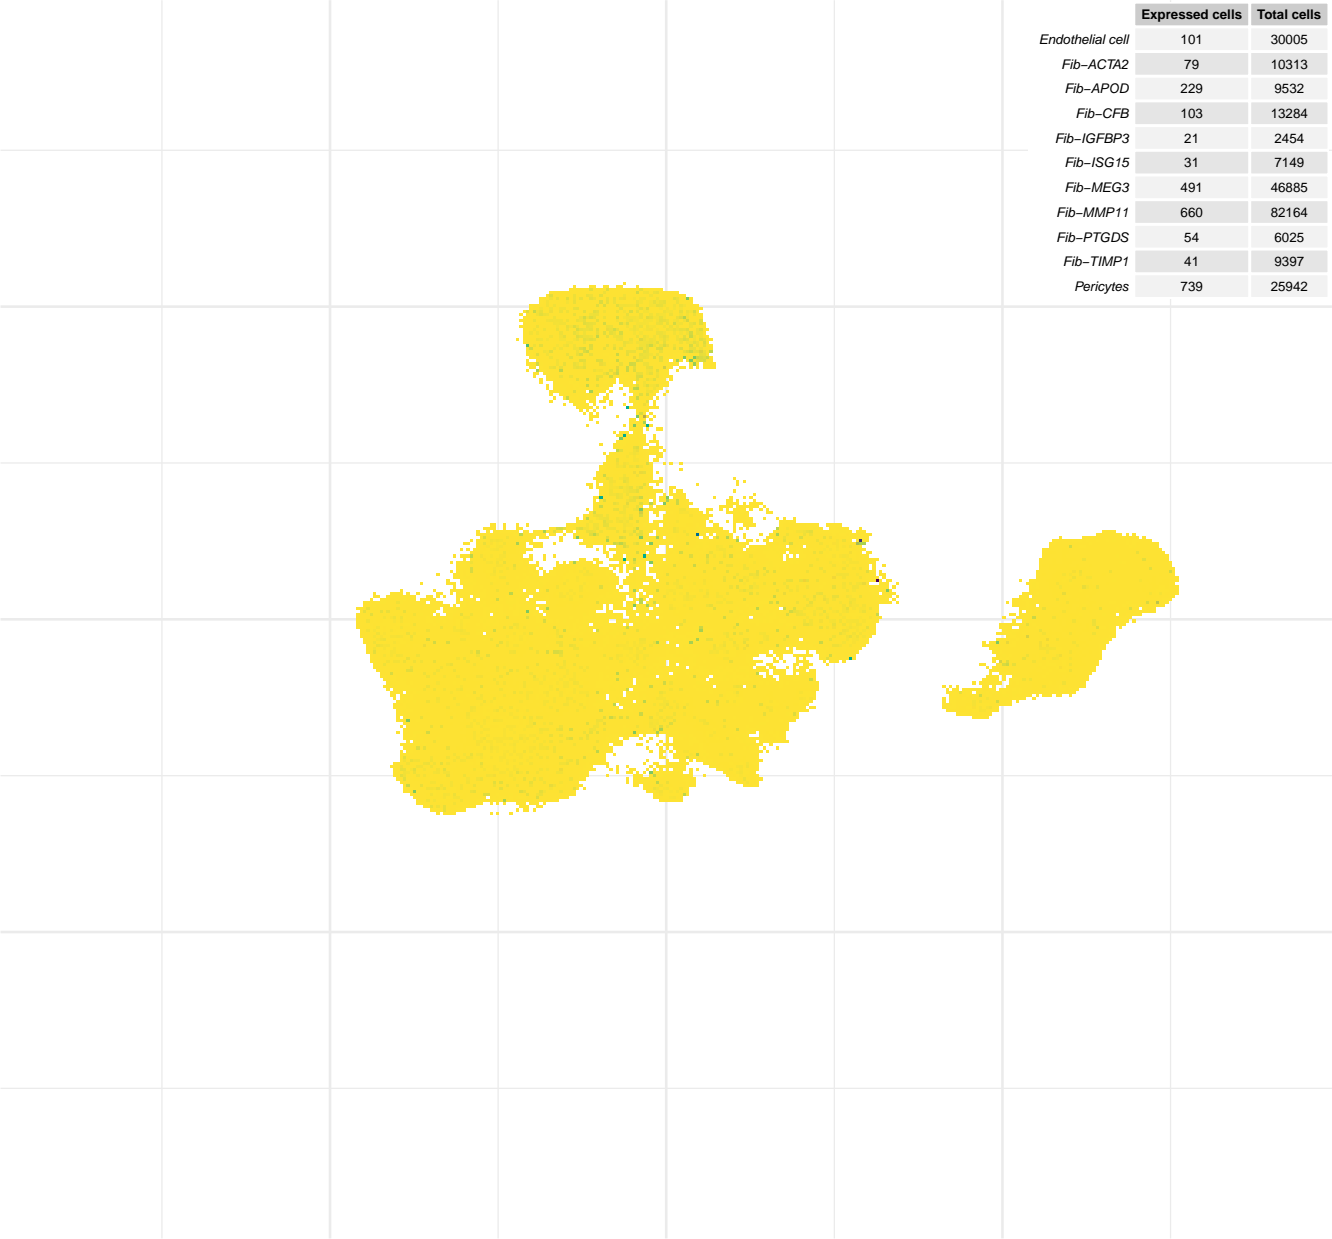 Expressed cells Total cells
Endothelial cell 101 30005
Fib−ACTA2 79 10313
Fib−APOD 229 9532
Fib−CFB 103 13284
Fib−IGFBP3 21 2454
Fib−ISG15 31 7149
Fib−MEG3 491 46885
Fib−MMP11 660 82164
Fib−PTGDS 54 6025
Fib−TIMP1 41 9397
Pericytes 739 25942